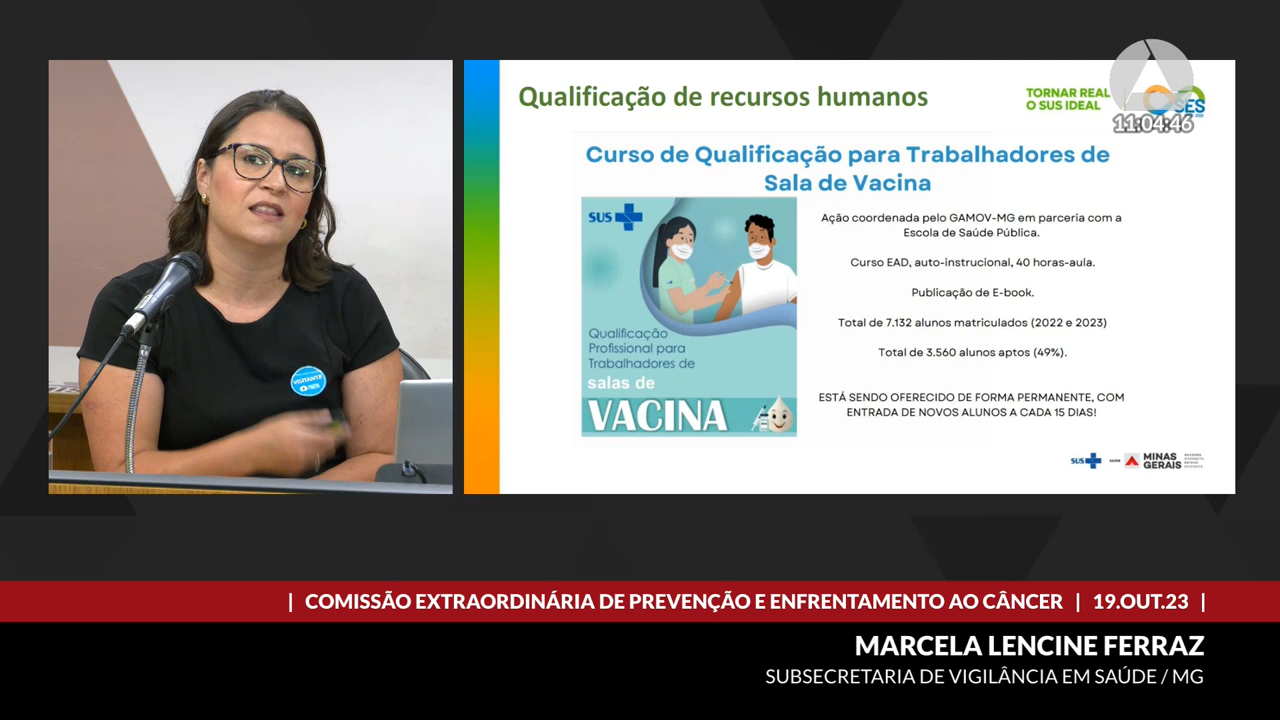 Qualificação de recursos humanos
TORNAR REAL
O SUS IDEAL
SES
11:04:46
Curso de Qualificação para Trabalhadores de
Sala de Vacina
SUS
Qualificação
Profissional para
Trabalhadores de
salas de
VACINA
Ação coordenada pelo GAMOV-MG em parceria com a
Escola de Saúde Pública.
Curso EAD, auto-instrucional, 40 horas-aula.
Publicação de E-book.
Total de 7.132 alunos matriculados (2022 e 2023)
Total de 3.560 alunos aptos (49%).
ESTÁ SENDO OFERECIDO DE FORMA PERMANENTE, COM
ENTRADA DE NOVOS ALUNOS A CADA 15 DIAS!
SUS
MINAS
GERAIS
VIGILANTE
| COMISSÃO EXTRAORDINÁRIA DE PREVENÇÃO E ENFRENTAMENTO AO CÂNCER | 19.OUT.23 |
MARCELA LENCINE FERRAZ
SUBSECRETARIA DE VIGILÂNCIA EM SAÚDE / MG